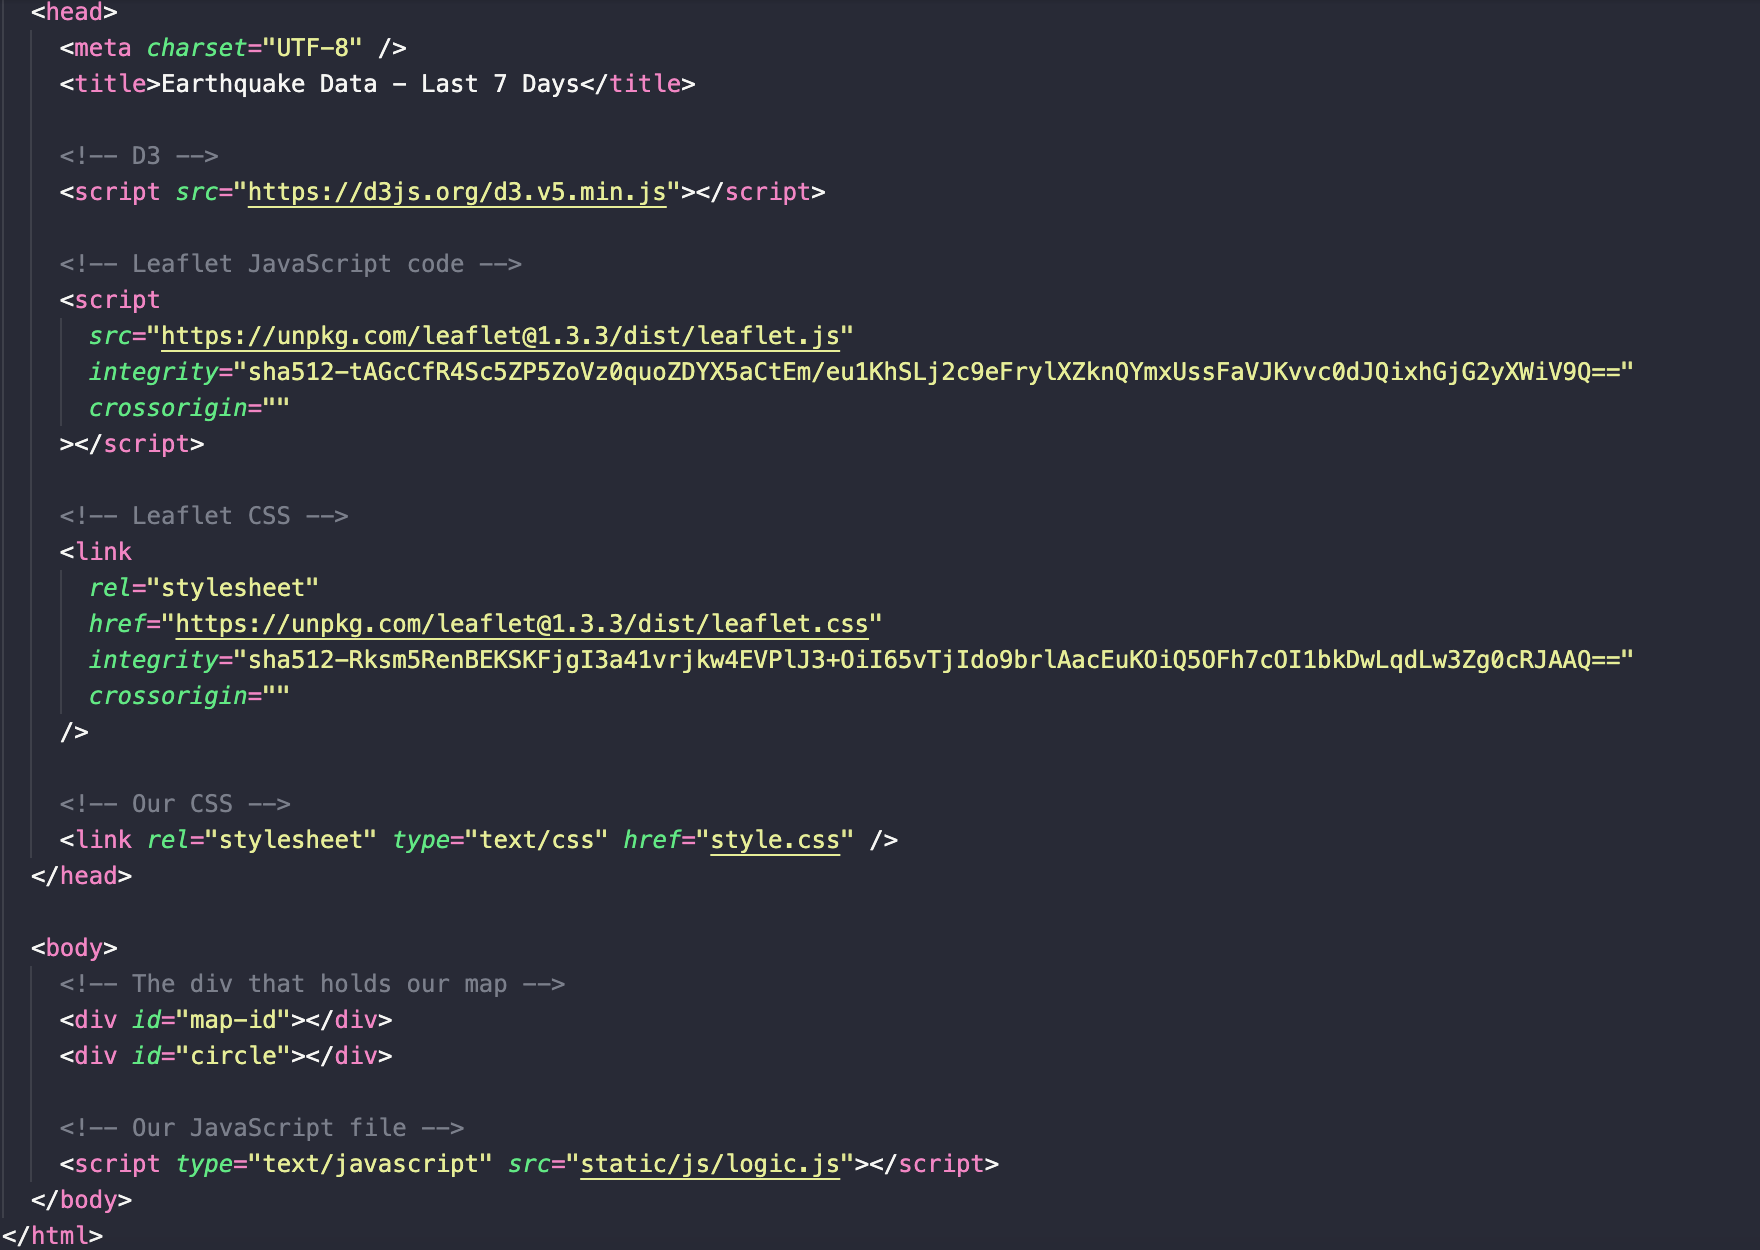 <head>
<meta charset="UTF-8" />
<title>Earthquake Data - Last 7 Days</title>
<!-- D3 -->
<script src="https://d3js.org/d3.v5.min.js"></script>
<!-- Leaflet JavaScript code -->
<script
src="https://unpkg.com/leaflet@1.3.3/dist/leaflet.js"
integrity="sha512-tAGcCfR4Sc5ZP5ZoVz0quoZDYX5aCtEm/eu1KhSLj2c9eFrylXZknQYmxUssFaVJKvvc0dJQixhGjG2yXWiV9Q=="
crossorigin=""
></script>
<!-- Leaflet CSS -->
<link
rel="stylesheet"
href="https://unpkg.com/leaflet@1.3.3/dist/leaflet.css"
integrity="sha512-Rksm5RenBEKSKFjgI3a41vrjkw4EVPlJ3+OiI65vTjIdo9brlAacEuKOiQ5OFh7cOI1bkDwLqdLw3Zg0cRJAAQ=="
crossorigin=""
/>
<!-- Our CSS -->
<link rel="stylesheet" type="text/css" href="style.css" />
</head>
<body>
<!-- The div that holds our map -->
<div id="map-id"></div>
<div id="circle"></div>
<!-- Our JavaScript file -->
<script type="text/javascript" src="static/js/logic.js"></script>
</body>
</html>